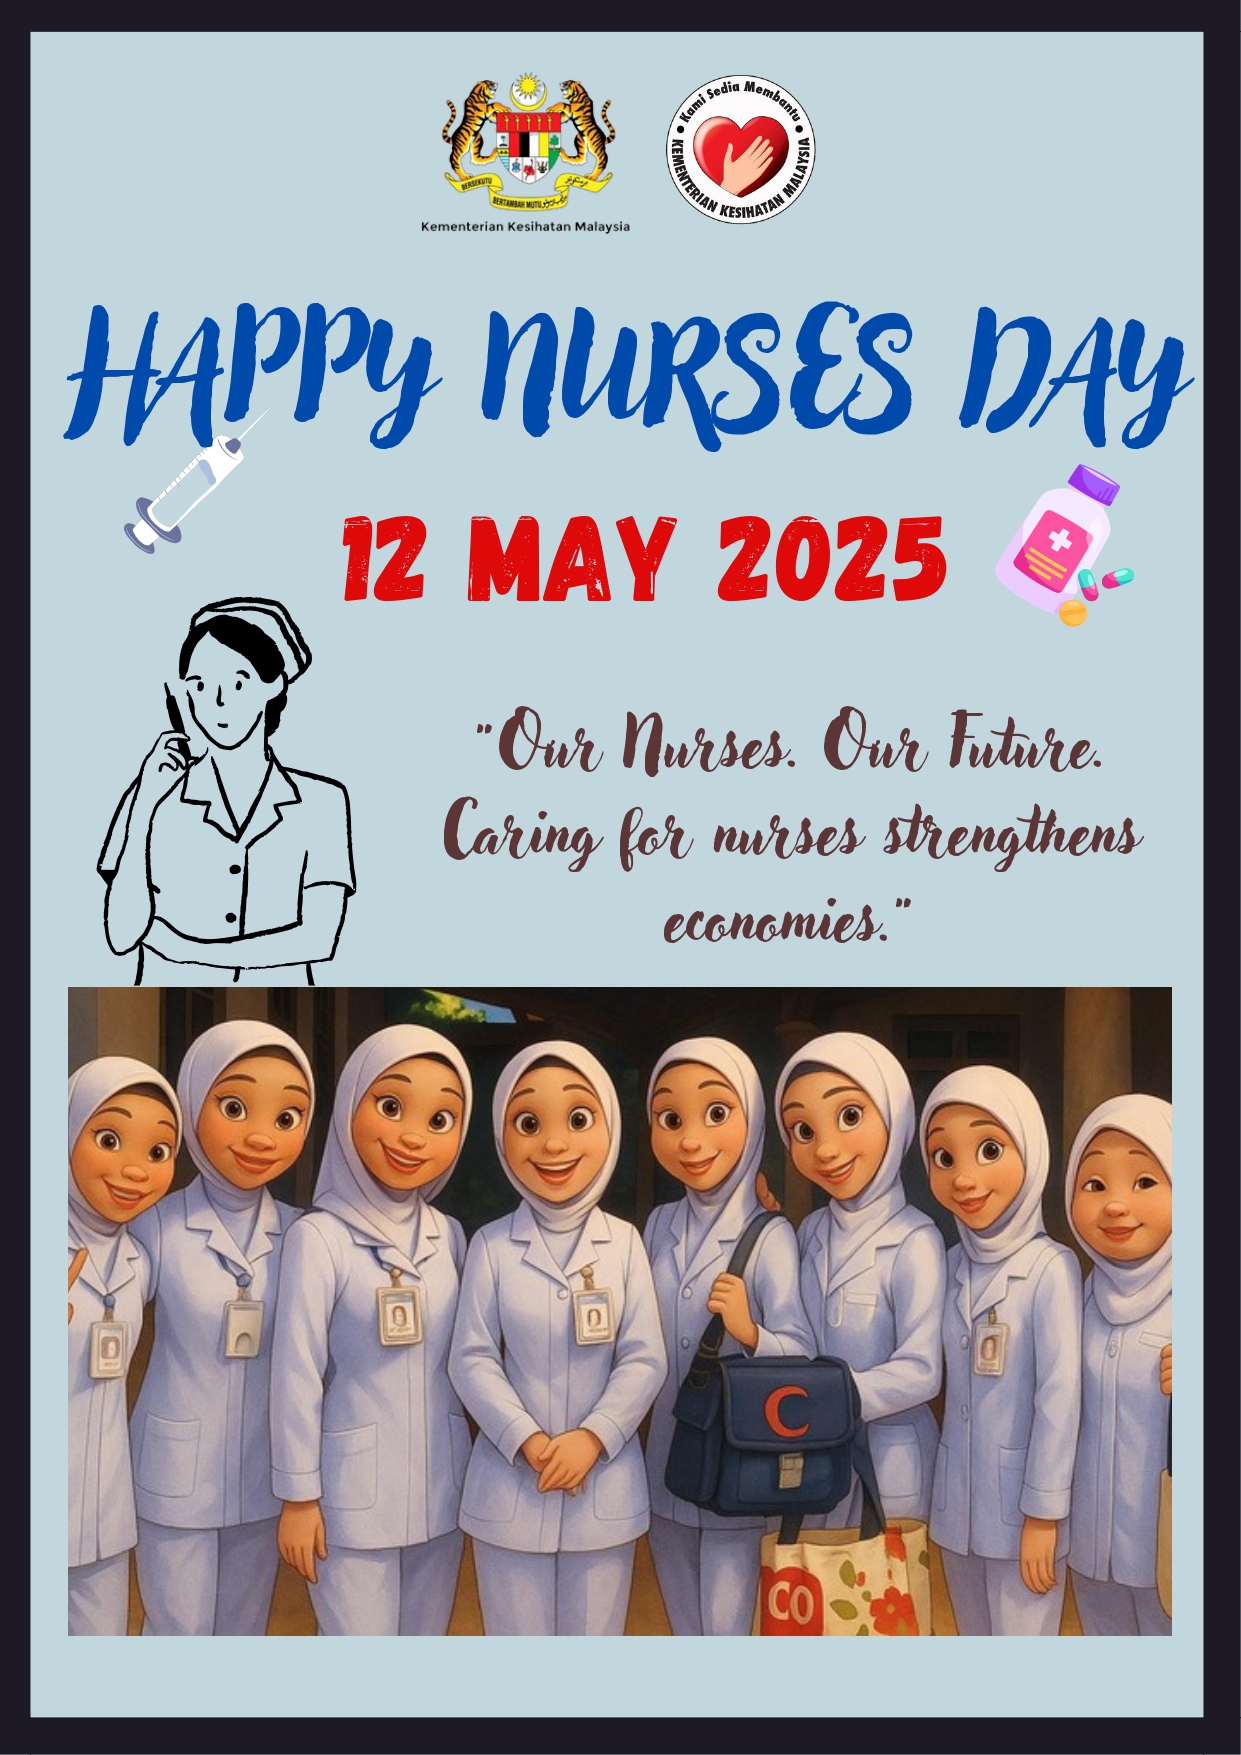 BERSEKUTU
BERTAMBAH MUTU
Kementerian Kesihatan Malaysia
Kami Sedia Membantu
KEMENTERIAN KESIHATAN MALAYSIA
HAPPY NURSES DAY
12 MAY 2025
"Our Nurses. Our Future.
Caring for nurses strengthens
economies."
CO